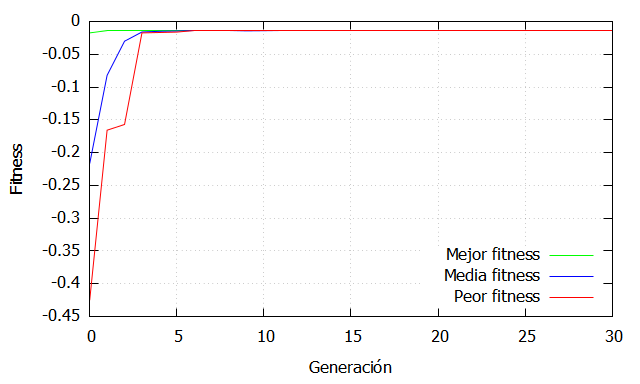 0
-0.05
-0.1
-0.15
-0.2
-0.25
-0.3
-0.35
-0.4
-0.45
Fitness
Mejor fitness
Media fitness
Peor fitness
0 5 10 15 20 25 30
Generación